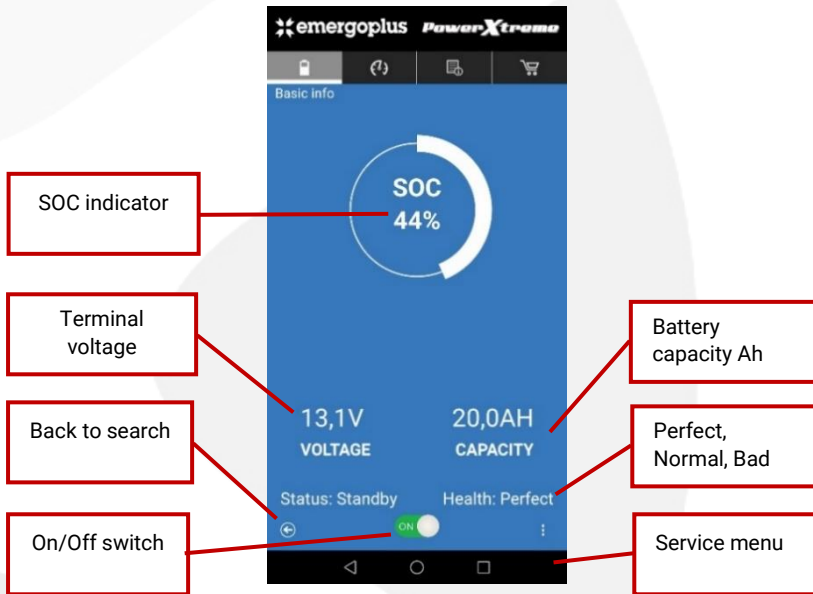 emergoplus PowerXtreme
Basic info
SOC
44%
SOC indicator
Terminal
voltage
Battery
capacity Ah
13,1V
VOLTAGE
20,0AH
CAPACITY
Back to search
Perfect,
Normal, Bad
Status: Standby
Health: Perfect
On/Off switch
ON
Service menu